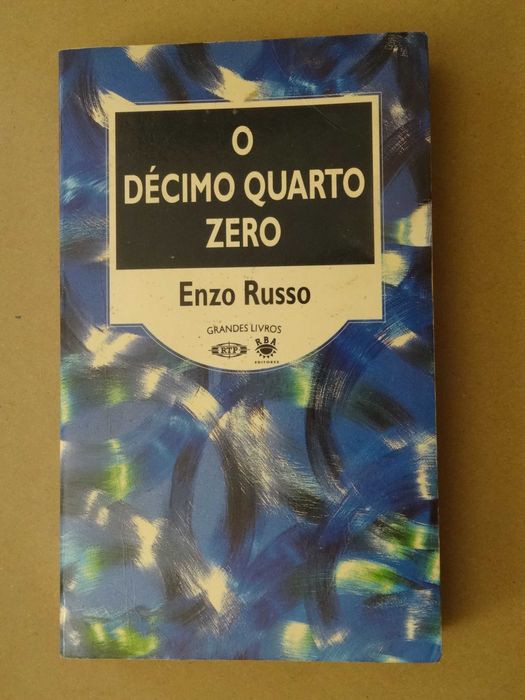 O
DÉCIMO QUARTO
ZERO
Enzo Russo
GRANDES LIVROS
RTP
RBA
EDITORES